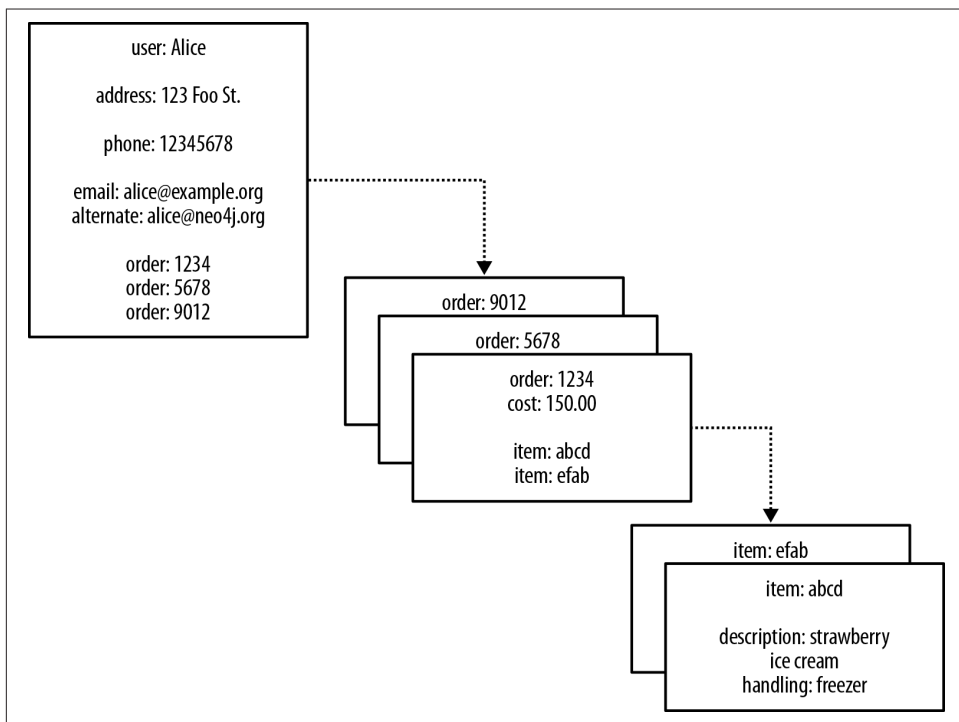 user: Alice
address: 123 Foo St.
phone: 12345678
email: alice@example.org
alternate: alice@neo4j.org
order: 1234
order: 5678
order: 9012
order: 9012
order: 5678
order: 1234
cost: 150.00
item: abcd
item: efab
item: efab
item: abcd
description: strawberry
ice cream
handling: freezer